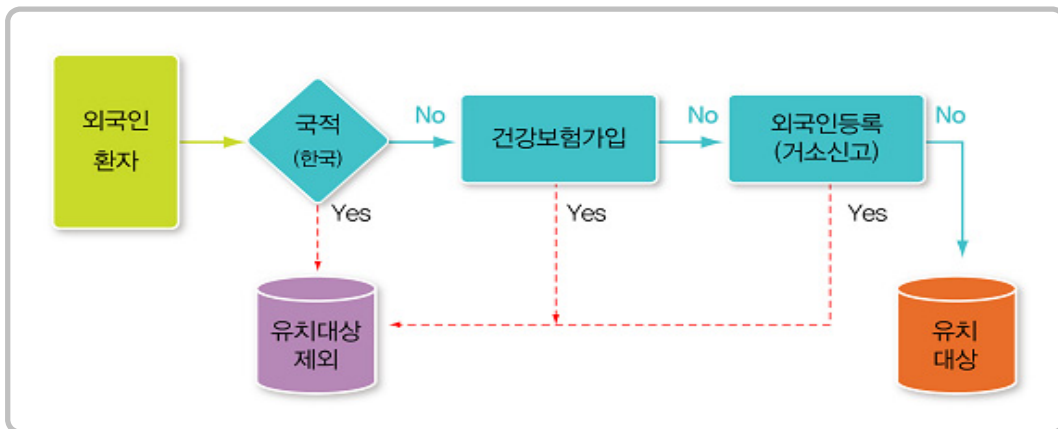 외국인
환자
국적
(한국)
No
건강보험가입
No
외국인등록
(거소신고)
No
Yes
Yes
Yes
유치대상
제외
유치
대상